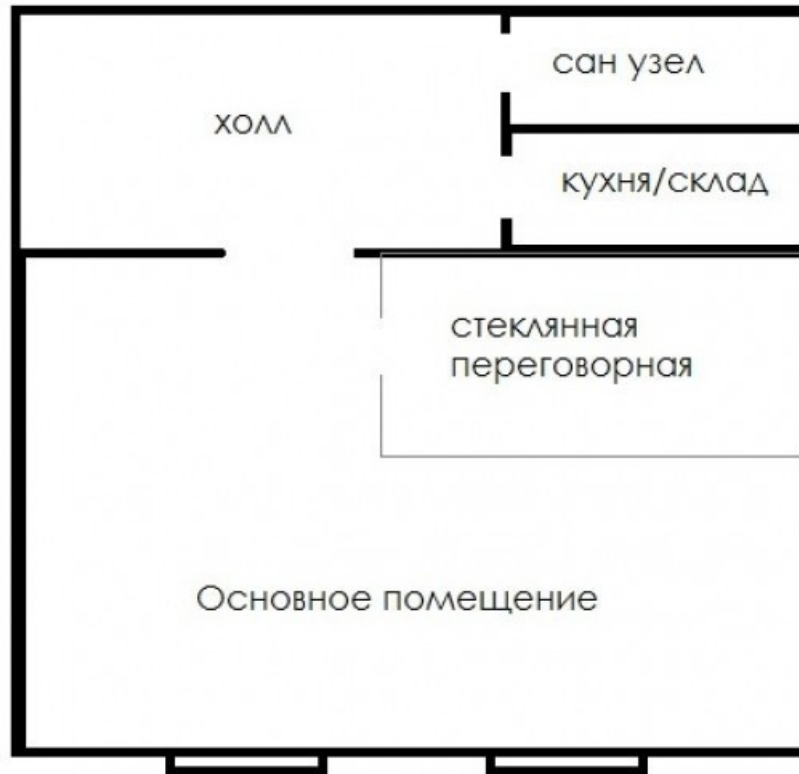 сан узел
холл
кухня/склад
стеклянная
переговорная
Основное помещение